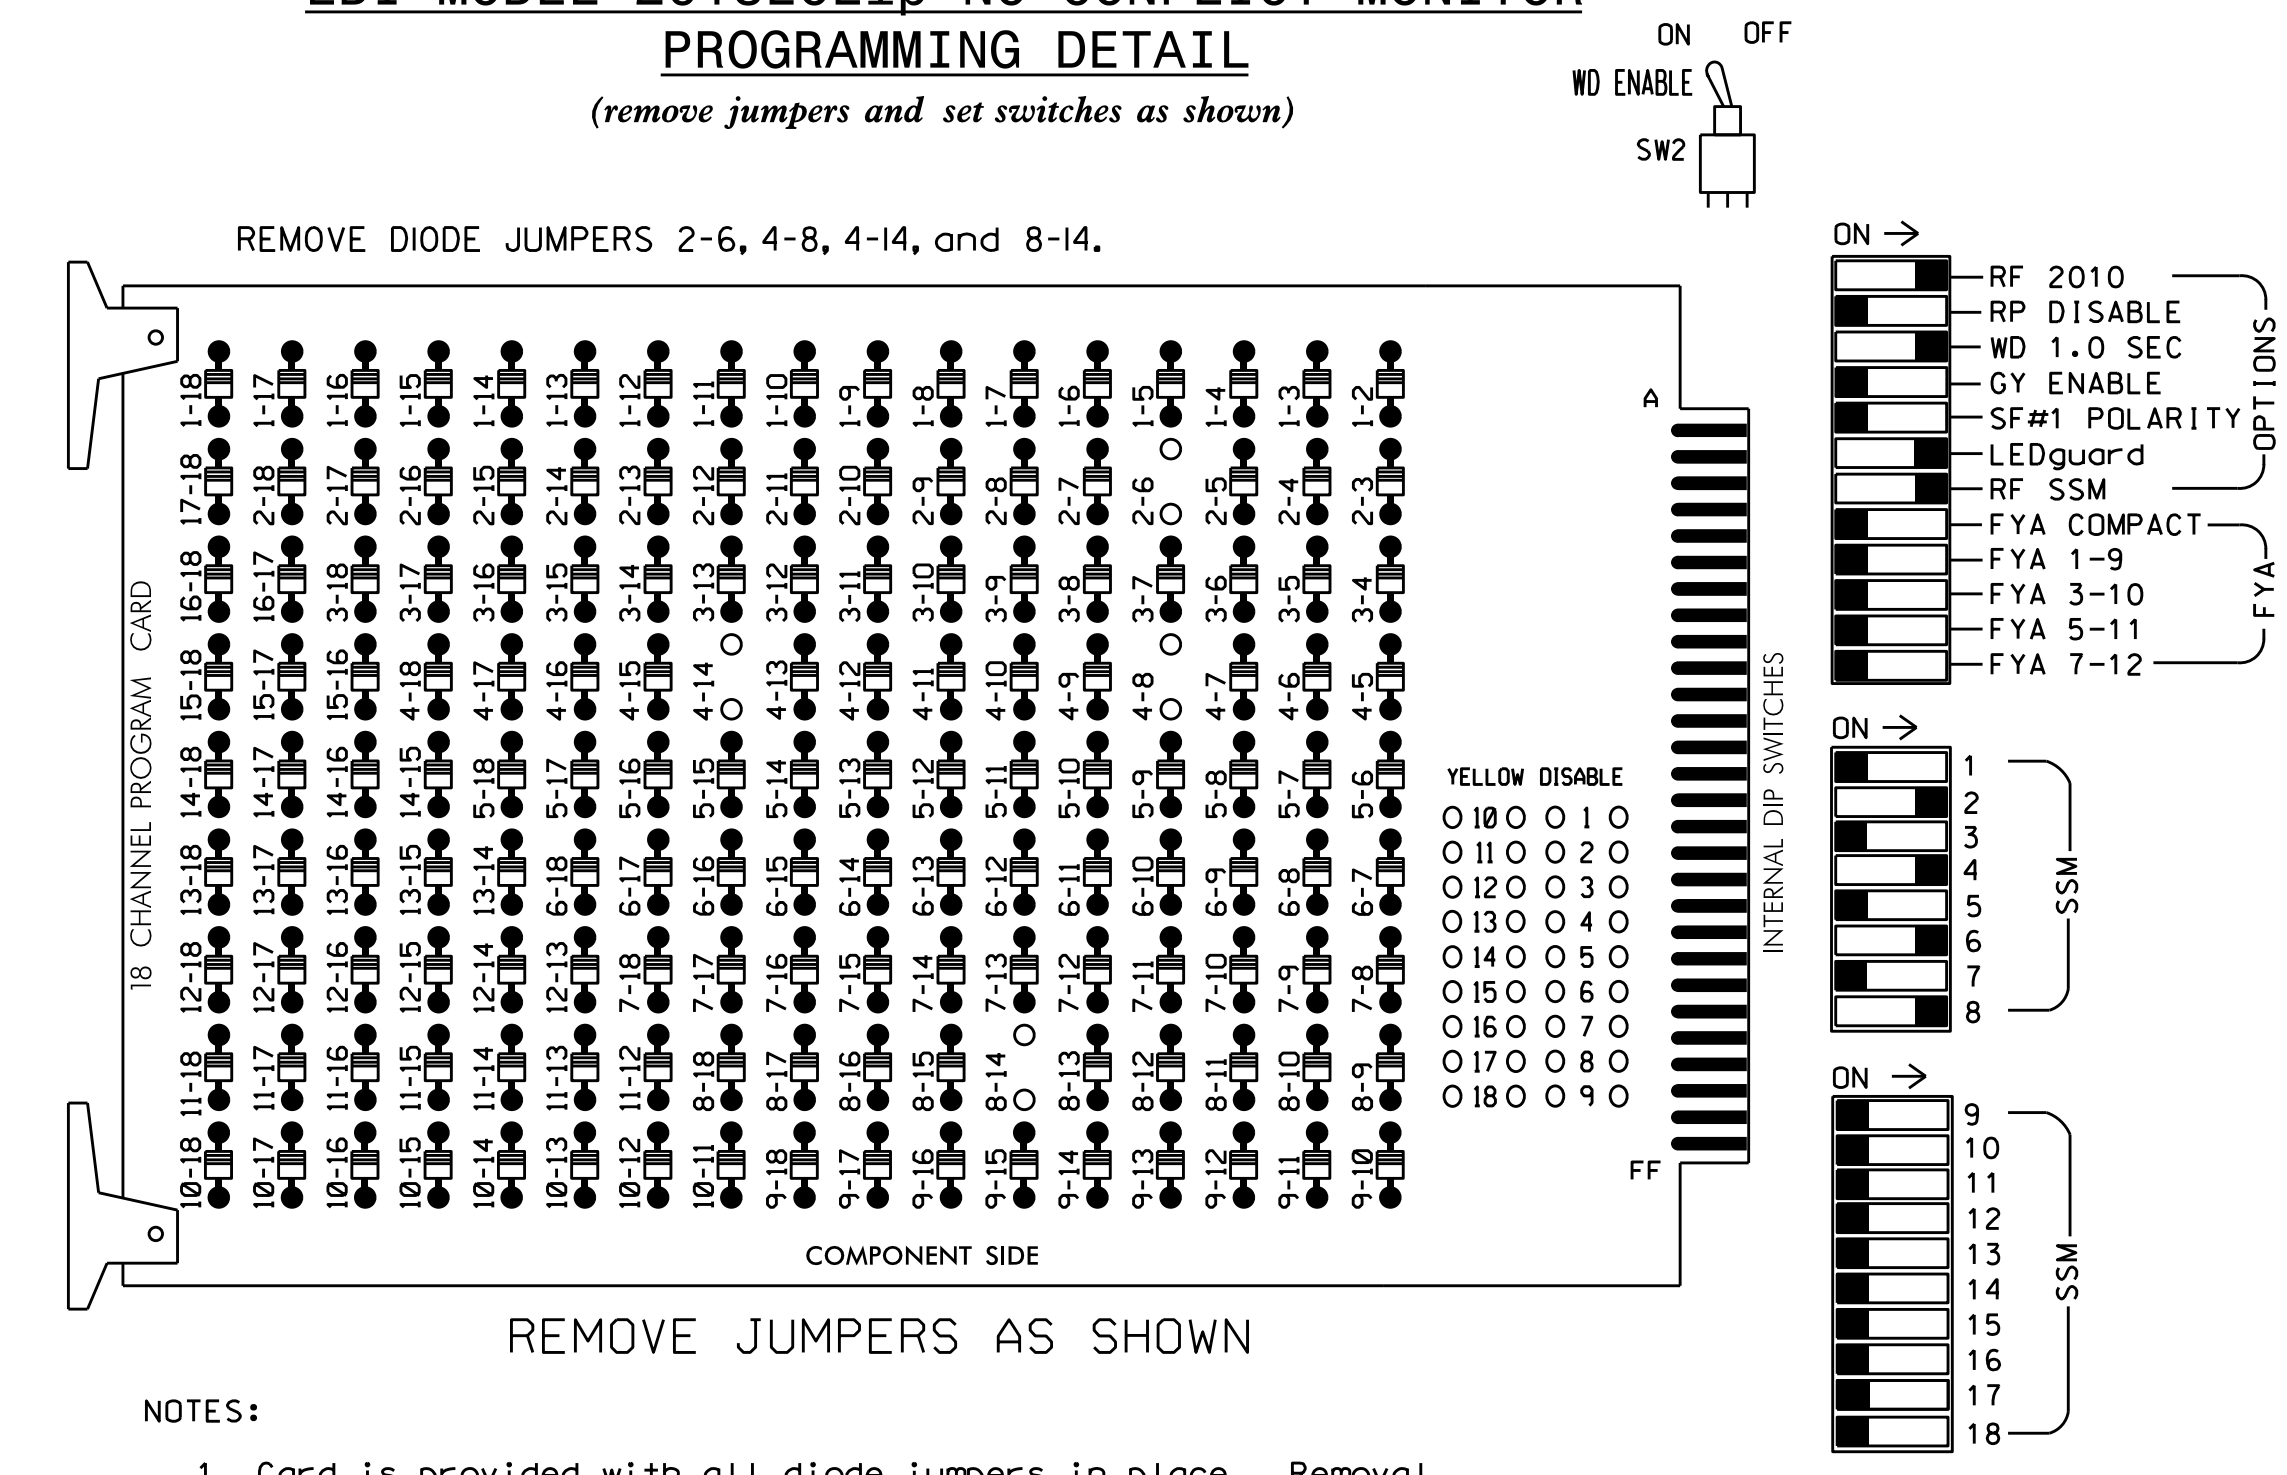 PROGRAMMING DETAIL
(remove jumpers and set switches as shown)
ON OFF
WD ENABLE
SW2
REMOVE DIODE JUMPERS 2-6, 4-8, 4-14, and 8-14.
18 CHANNEL PROGRAM CARD
1-18 1-17 1-16 1-15 1-14 1-13 1-12 1-11 1-10 1-9 1-8 1-7 1-6 1-5 1-4 1-3 1-2
17-18 2-18 2-17 2-16 2-15 2-14 2-13 2-12 2-11 2-10 2-9 2-8 2-7 2-6 2-5 2-4 2-3
16-18 16-17 3-18 3-17 3-16 3-15 3-14 3-13 3-12 3-11 3-10 3-9 3-8 3-7 3-6 3-5 3-4
15-18 15-17 15-16 4-18 4-17 4-16 4-15 4-14 4-13 4-12 4-11 4-10 4-9 4-8 4-7 4-6 4-5
14-18 14-17 14-16 14-15 5-18 5-17 5-16 5-15 5-14 5-13 5-12 5-11 5-10 5-9 5-8 5-7 5-6
13-18 13-17 13-16 13-15 13-14 6-18 6-17 6-16 6-15 6-14 6-13 6-12 6-11 6-10 6-9 6-8 6-7
12-18 12-17 12-16 12-15 12-14 12-13 7-18 7-17 7-16 7-15 7-14 7-13 7-12 7-11 7-10 7-9 7-8
11-18 11-17 11-16 11-15 11-14 11-13 11-12 8-18 8-17 8-16 8-15 8-14 8-13 8-12 8-11 8-10 8-9
10-18 10-17 10-16 10-15 10-14 10-13 10-12 10-11 9-18 9-17 9-16 9-15 9-14 9-13 9-12 9-11 9-10
A
YELLOW DISABLE
10 1
11 2
12 3
13 4
14 5
15 6
16 7
17 8
18 9
FF
COMPONENT SIDE
INTERNAL DIP SWITCHES
ON
RF 2010
RP DISABLE
WD 1.0 SEC
GY ENABLE
SF#1 POLARITY
LEDguard
RF SSM
OPTIONS
FYA COMPACT
FYA 1-9
FYA 3-10
FYA 5-11
FYA 7-12
FYA
ON
1
2
3
4
5
6
7
8
SSM
ON
9
10
11
12
13
14
15
16
17
18
SSM
REMOVE JUMPERS AS SHOWN
NOTES:
1. Card is provided with all diode jumpers in place. Removal